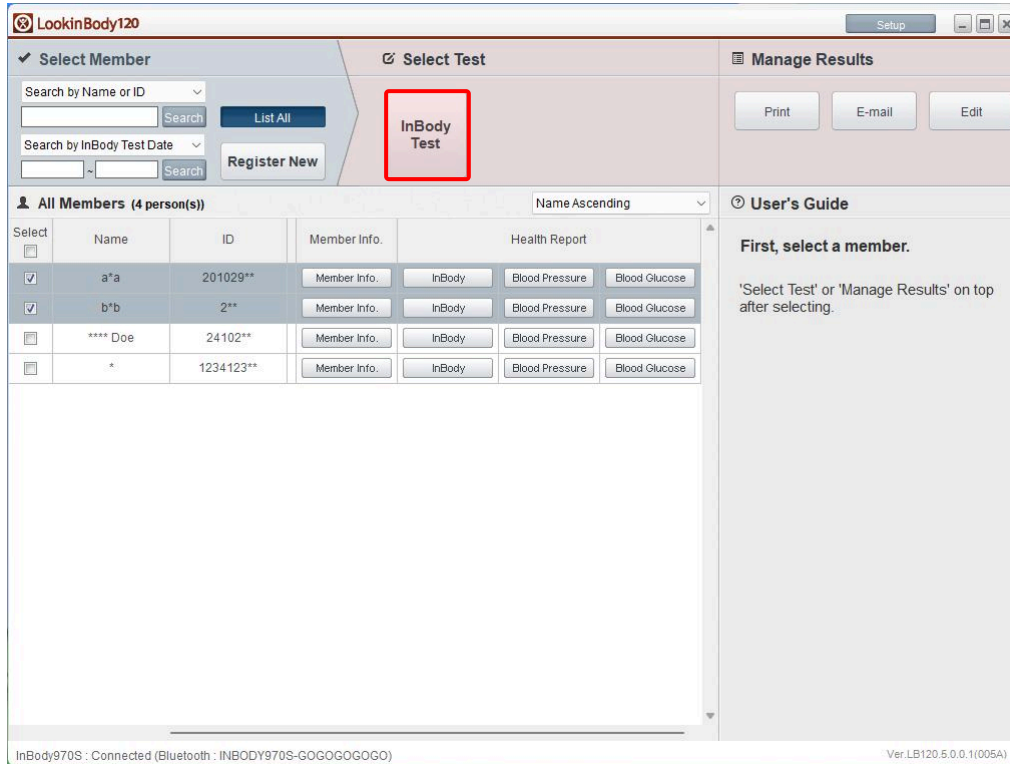 LookinBody120
Setup
Select Member
Select Test
Manage Results
Search by Name or ID
Search
List All
Search by InBody Test Date
~
Search
Register New
InBody
Test
Print
E-mail
Edit
All Members (4 person(s))
Name Ascending
User's Guide
Select
Name
ID
Member Info.
Health Report
First, select a member.
'Select Test' or 'Manage Results' on top
after selecting.
a*a 201029** Member Info. InBody Blood Pressure Blood Glucose
b*b 2** Member Info. InBody Blood Pressure Blood Glucose
**** Doe 24102** Member Info. InBody Blood Pressure Blood Glucose
* 1234123** Member Info. InBody Blood Pressure Blood Glucose
InBody970S : Connected (Bluetooth : INBODY970S-GOGOGOGOGO)
Ver.LB120.5.0.0.1(005A)